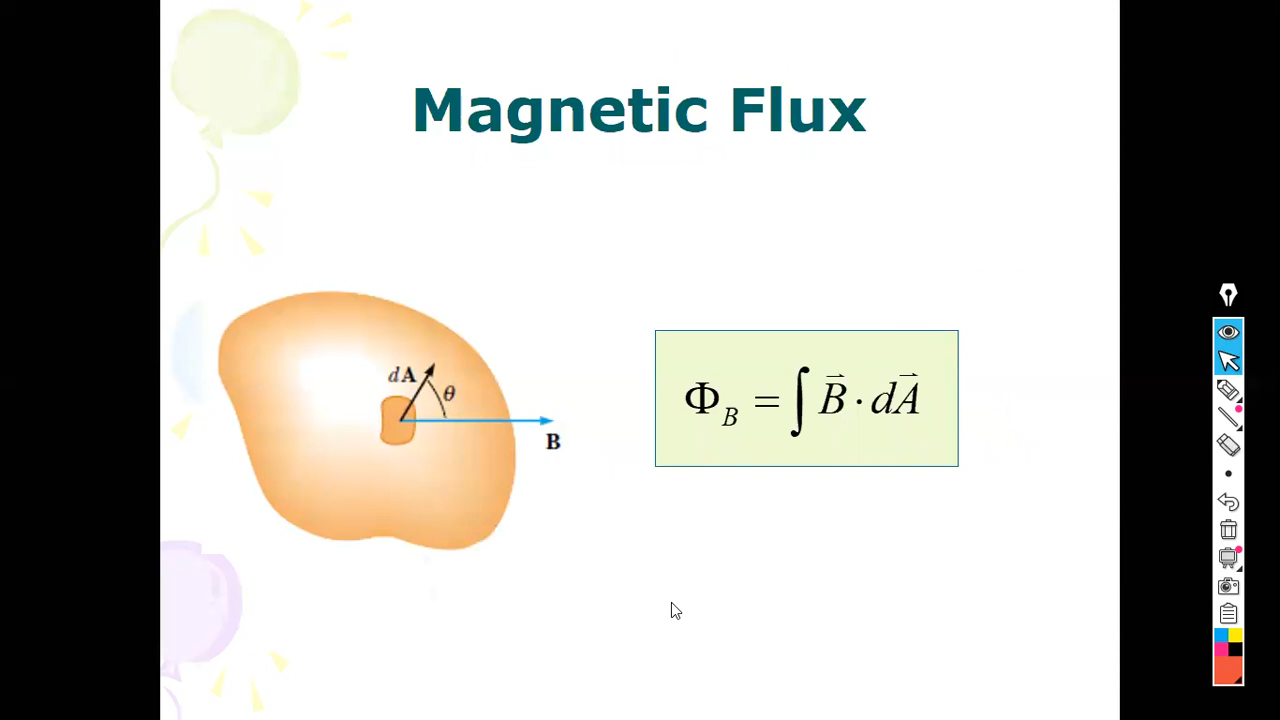 Magnetic Flux
dA
θ
B
Φ_B = ∫ B⃗ · dA⃗